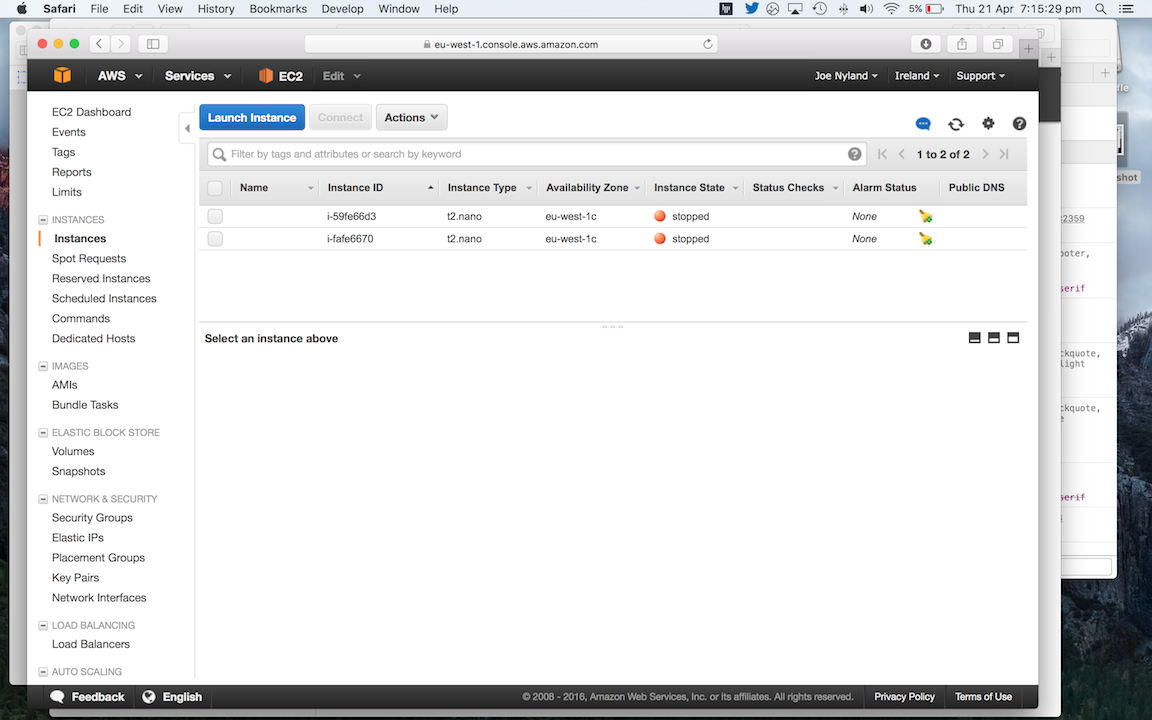 Safari File Edit View History Bookmarks Develop Window Help 5% Thu 21 Apr 7:15:29 pm
eu-west-1.console.aws.amazon.com
AWS Services EC2 Edit Joe Nyland Ireland Support
EC2 Dashboard
Events
Tags
Reports
Limits
INSTANCES
Instances
Spot Requests
Reserved Instances
Scheduled Instances
Commands
Dedicated Hosts
IMAGES
AMIs
Bundle Tasks
ELASTIC BLOCK STORE
Volumes
Snapshots
NETWORK & SECURITY
Security Groups
Elastic IPs
Placement Groups
Key Pairs
Network Interfaces
LOAD BALANCING
Load Balancers
AUTO SCALING
Launch Instance Connect Actions
Filter by tags and attributes or search by keyword 1 to 2 of 2
Name Instance ID Instance Type Availability Zone Instance State Status Checks Alarm Status Public DNS
i-59fe66d3 t2.nano eu-west-1c stopped None
i-fafe6670 t2.nano eu-west-1c stopped None
Select an instance above
shot
:2359
ooter,
serif
ckquote,
light
ckquote,
serif
Feedback English © 2008 - 2016, Amazon Web Services, Inc. or its affiliates. All rights reserved. Privacy Policy Terms of Use